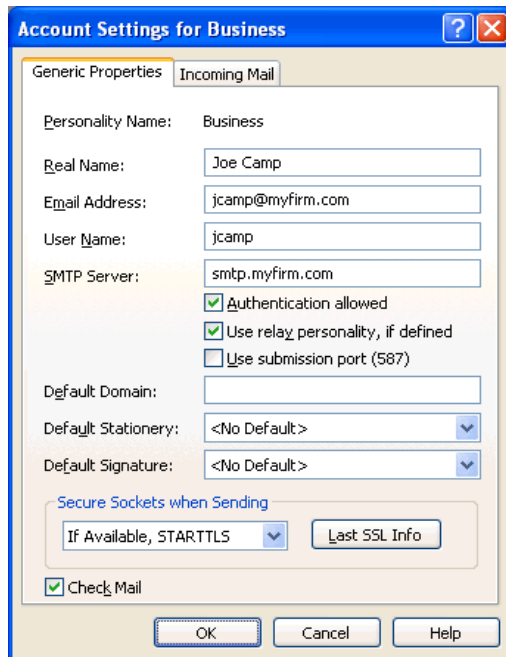 Account Settings for Business
Generic Properties Incoming Mail
Personality Name: Business
Real Name: Joe Camp
Email Address: jcamp@myfirm.com
User Name: jcamp
SMTP Server: smtp.myfirm.com
Authentication allowed
Use relay personality, if defined
Use submission port (587)
Default Domain:
Default Stationery: <No Default>
Default Signature: <No Default>
Secure Sockets when Sending
If Available, STARTTLS Last SSL Info
Check Mail
OK Cancel Help